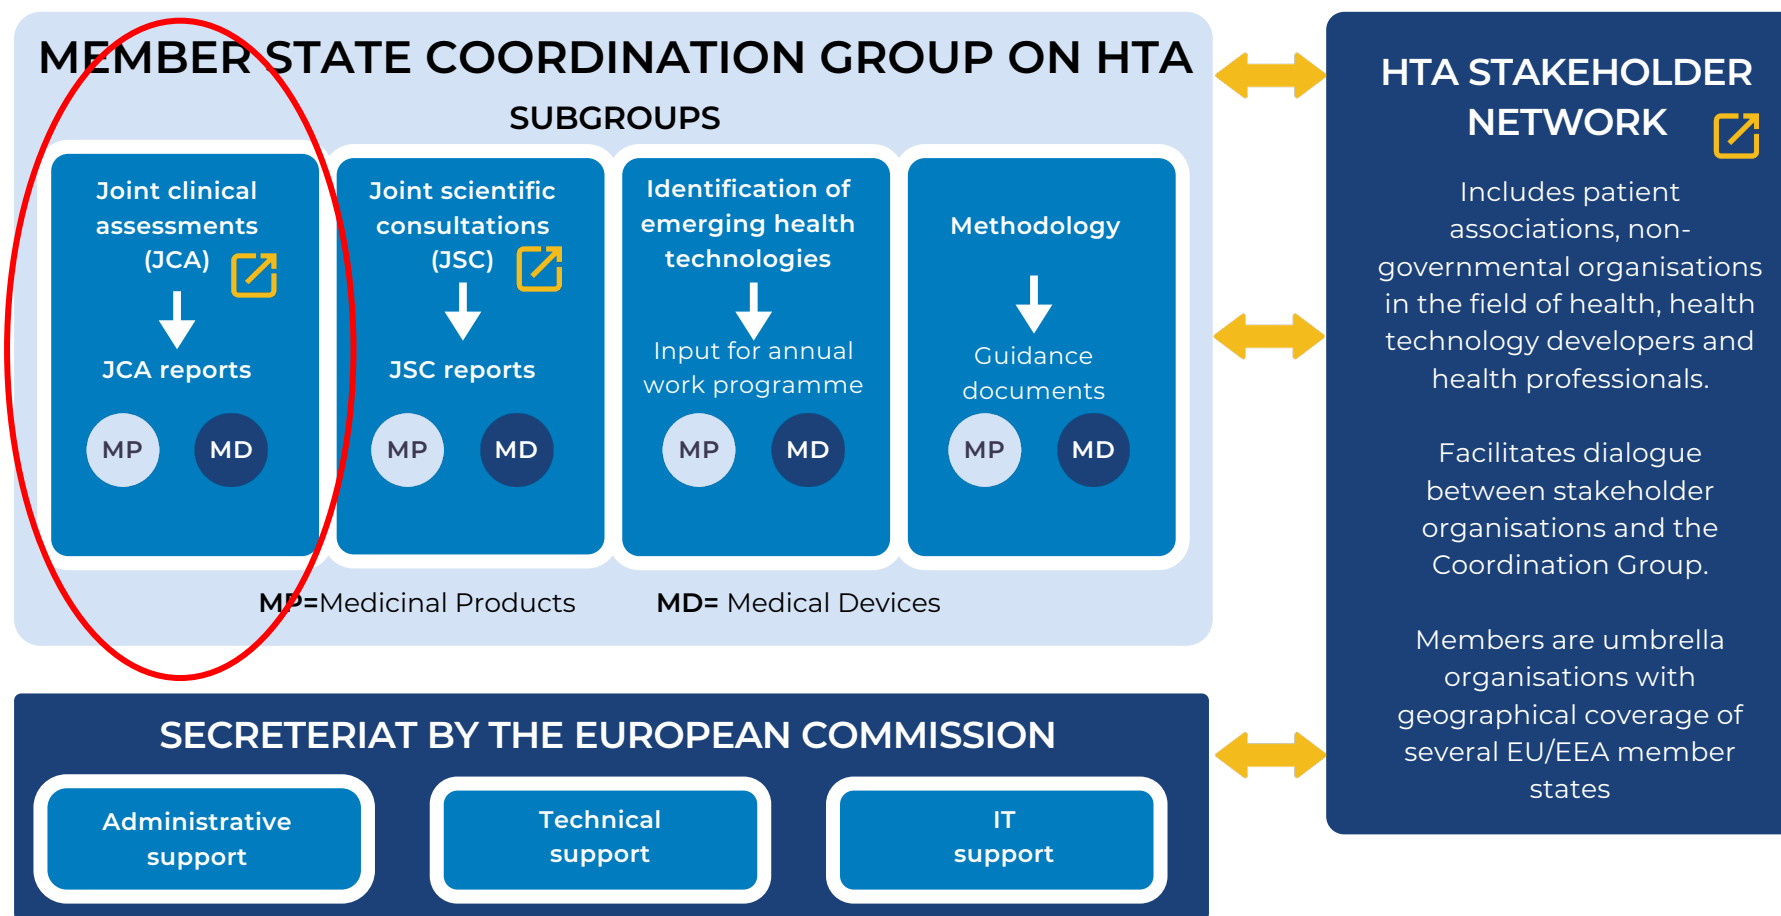 MEMBER STATE COORDINATION GROUP ON HTA
SUBGROUPS
Joint clinical
assessments
(JCA)
JCA reports
MP
MD
Joint scientific
consultations
(JSC)
JSC reports
MP
MD
Identification of
emerging health
technologies
Input for annual
work programme
MP
MD
Methodology
Guidance
documents
MP
MD
MP=Medicinal Products
MD= Medical Devices
SECRETERIAT BY THE EUROPEAN COMMISSION
Administrative
support
Technical
support
IT
support
HTA STAKEHOLDER
NETWORK
Includes patient
associations, non-
governmental organisations
in the field of health, health
technology developers and
health professionals.
Facilitates dialogue
between stakeholder
organisations and the
Coordination Group.
Members are umbrella
organisations with
geographical coverage of
several EU/EEA member
states